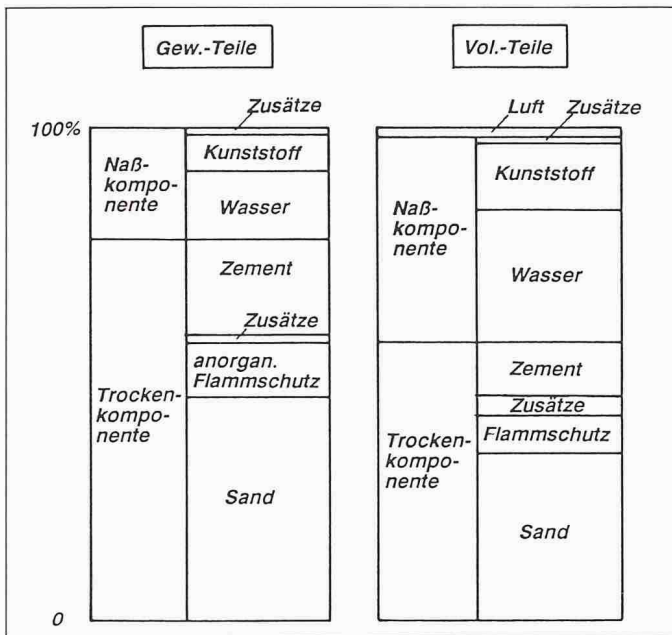 Gew.-Teile
Vol.-Teile
100%
Zusätze
Naß-
kompo-
nente
Kunststoff
Wasser
Trocken-
kompo-
nente
Zement
Zusätze
anorgan.
Flammschutz
Sand
0
Luft
Zusätze
Naß-
kompo-
nente
Kunststoff
Wasser
Trocken-
kompo-
nente
Zement
Zusätze
Flammschutz
Sand